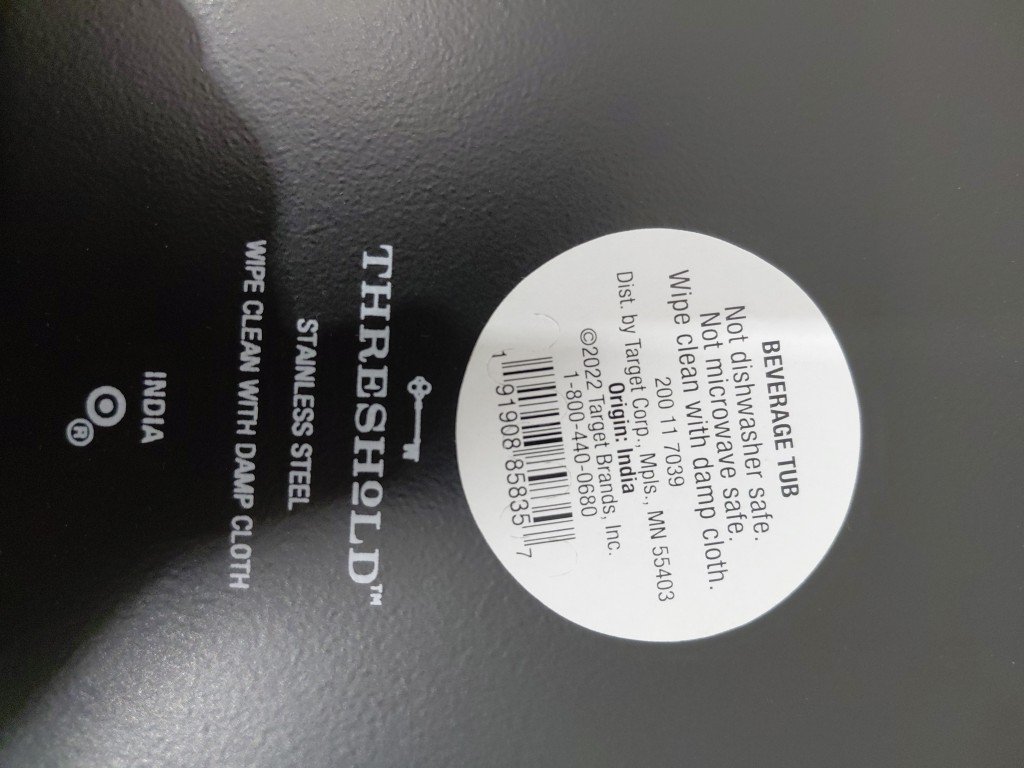 BEVERAGE TUB
Not dishwasher safe.
Not microwave safe.
Wipe clean with damp cloth.
200 11 7039
Dist. by Target Corp., Mpls., MN 55403
Origin: India
©2022 Target Brands, Inc.
1-800-440-0680
1 91908 85835 7
THRESHOLD™
STAINLESS STEEL
WIPE CLEAN WITH DAMP CLOTH
INDIA
®